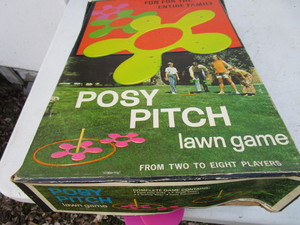 FUN FOR THE
ENTIRE FAMILY
POSY
PITCH
lawn game
FROM TWO TO EIGHT PLAYERS
POSY
PITCH
lawn game
COMPLETE GAME CONTAINS: